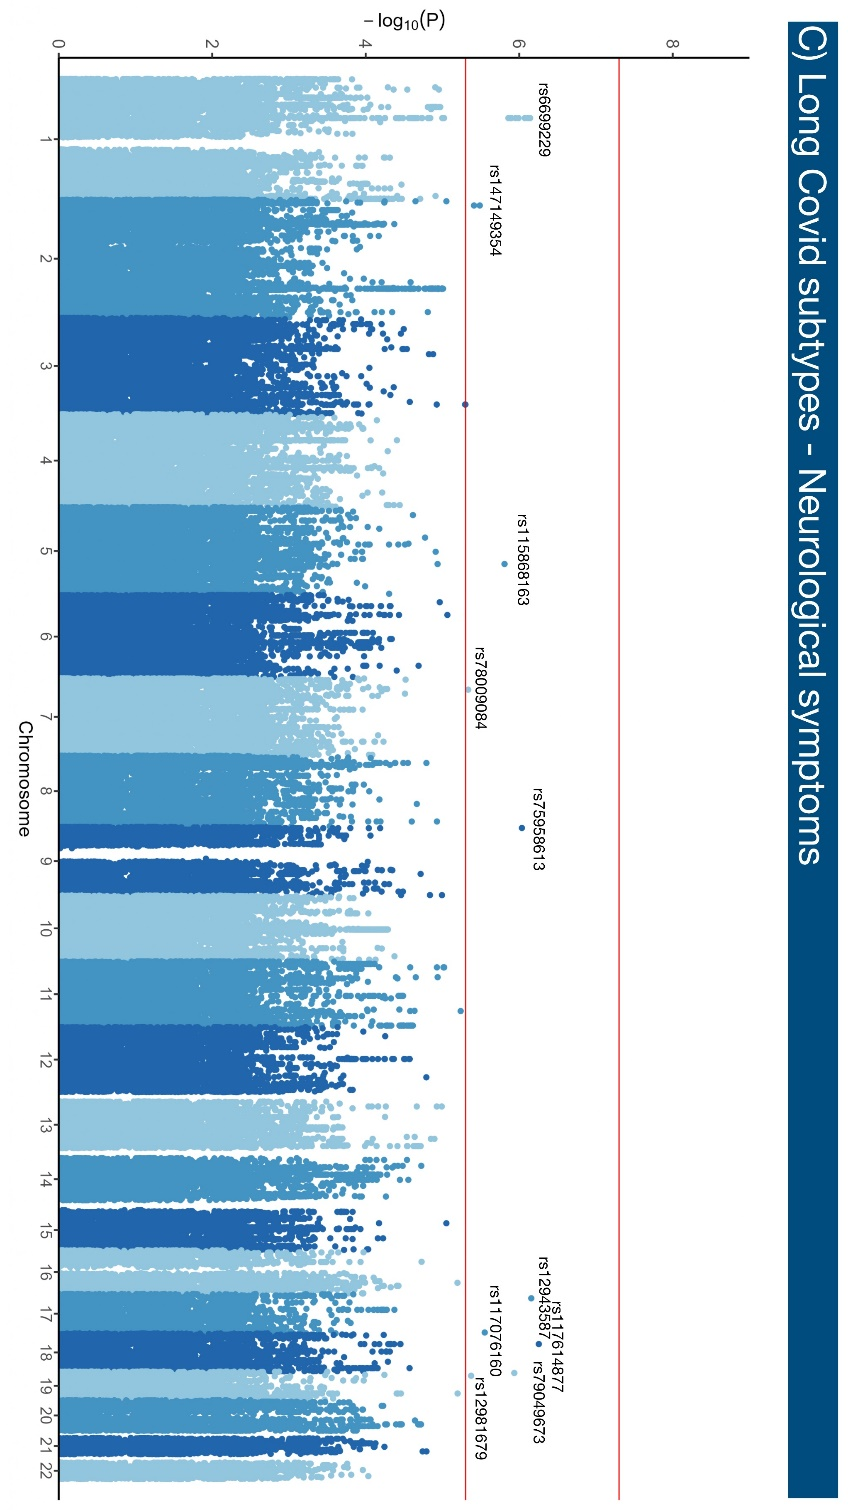 C) Long Covid subtypes - Neurological symptoms
− log10(P)
8
6
4
2
0
rs6699229
rs147149354
rs115868163
rs78009084
rs75958613
rs12943587
rs117614877
rs117076160
rs79049673
rs12981679
1 2 3 4 5 6 7 8 9 10 11 12 13 14 15 16 17 18 19 20 21 22
Chromosome